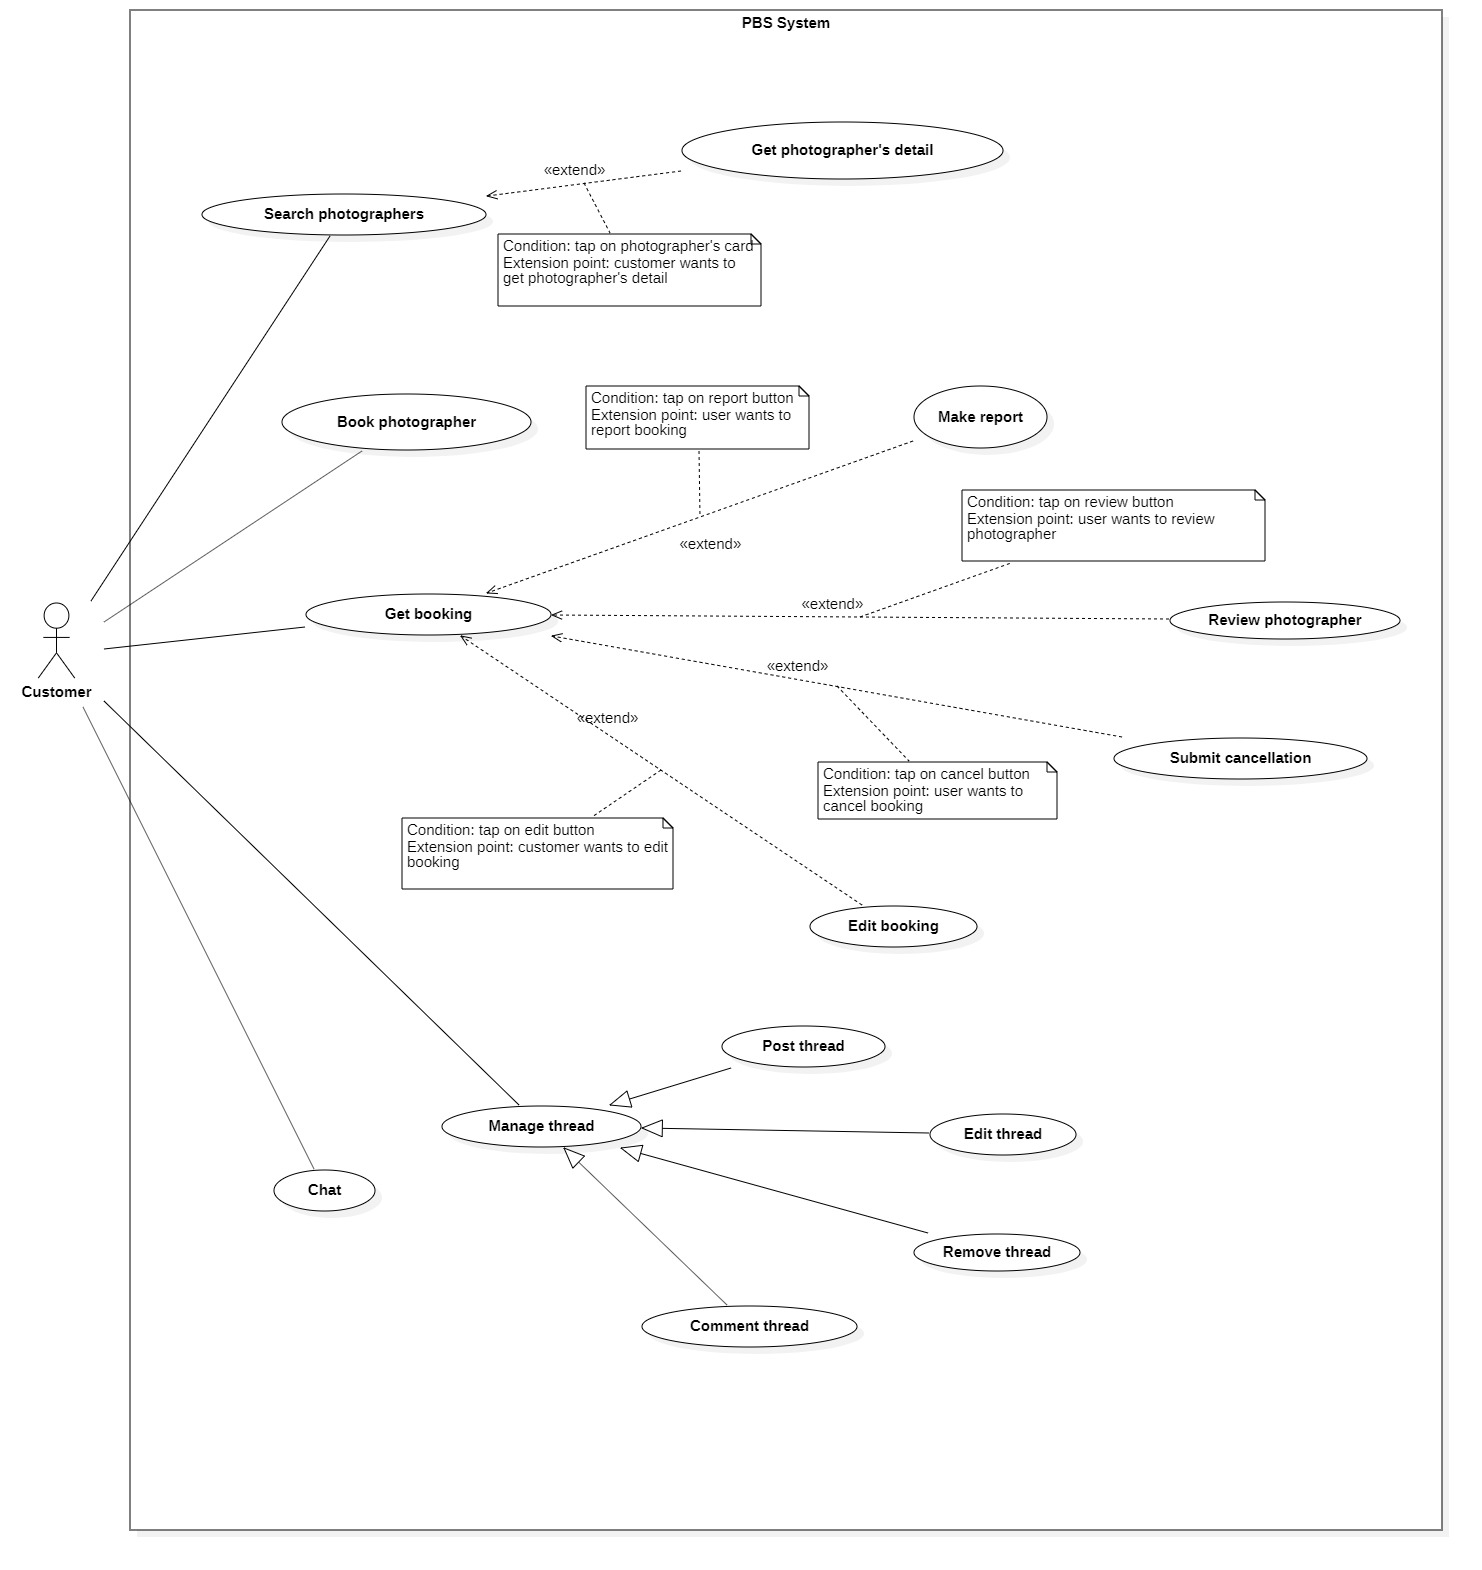 PBS System
Get photographer's detail
«extend»
Search photographers
Condition: tap on photographer's card
Extension point: customer wants to
get photographer's detail
Condition: tap on report button
Extension point: user wants to
report booking
Make report
Book photographer
Condition: tap on review button
Extension point: user wants to review
photographer
«extend»
«extend»
Get booking
Review photographer
«extend»
Customer
«extend»
Submit cancellation
Condition: tap on cancel button
Extension point: user wants to
cancel booking
Condition: tap on edit button
Extension point: customer wants to edit
booking
Edit booking
Post thread
Manage thread
Edit thread
Chat
Remove thread
Comment thread